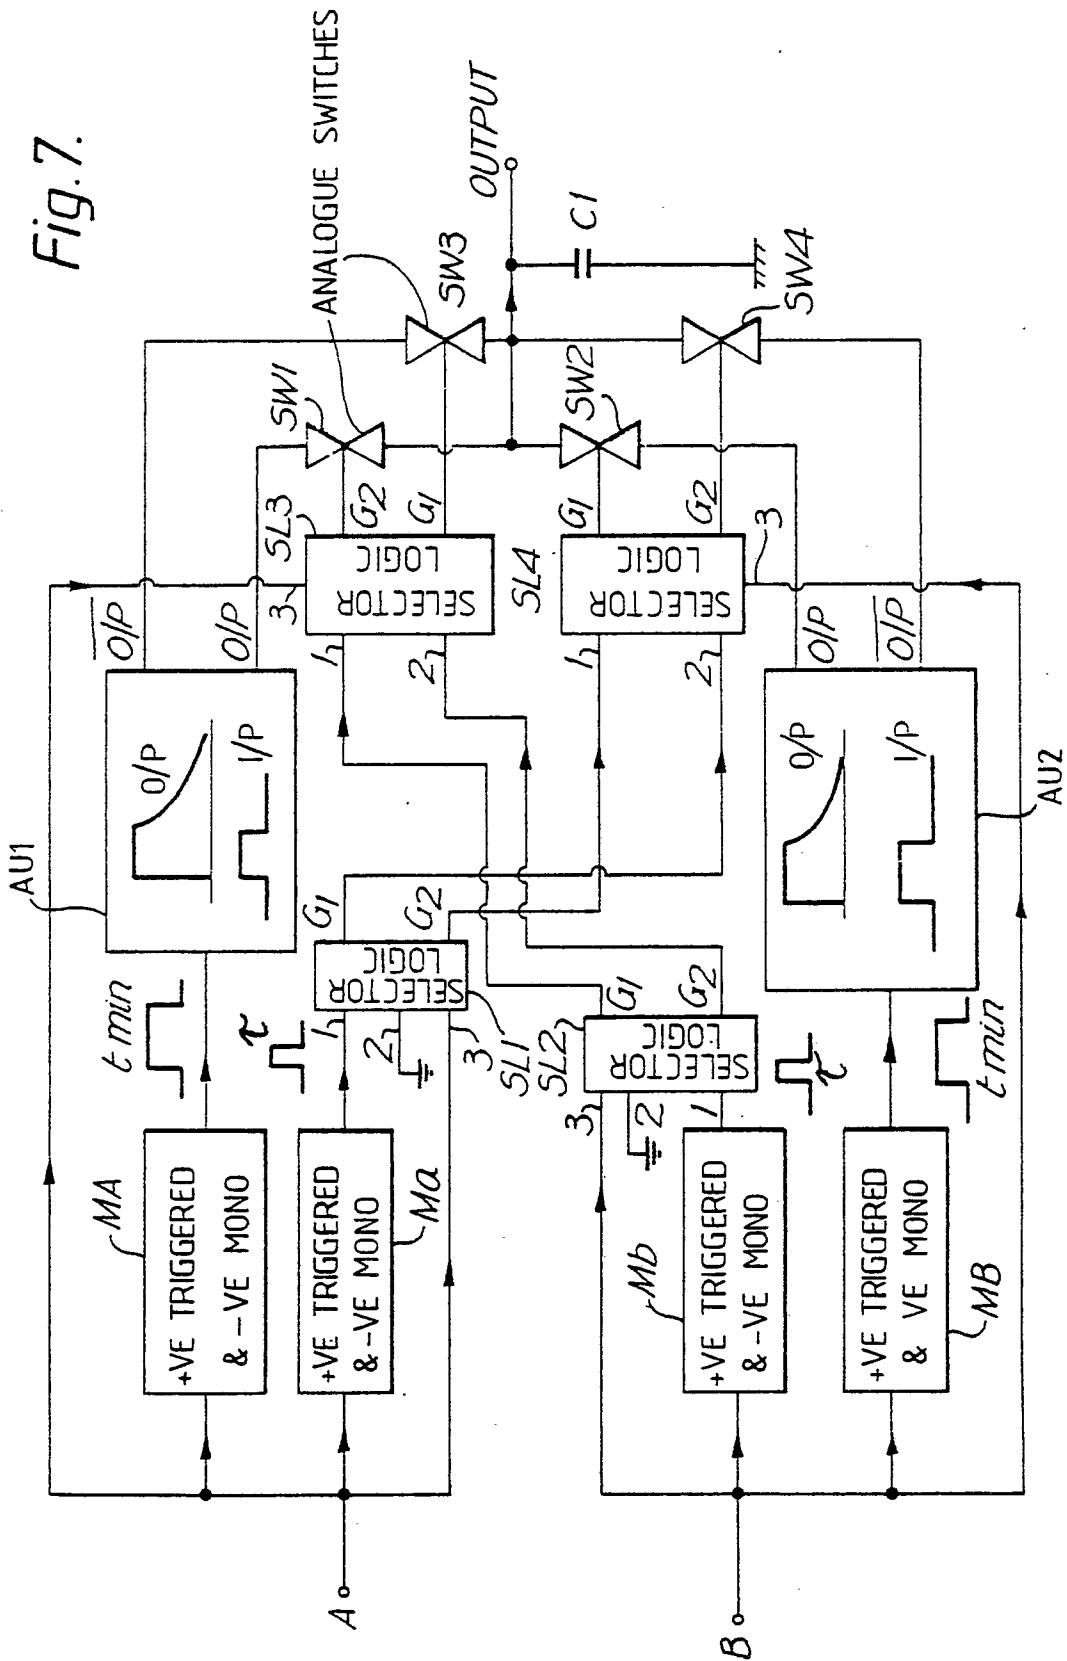 Fig. 7.
ANALOGUE SWITCHES
OUTPUT
C1
SW3
SW4
SW1
SW2
SL3
G2
G1
SELECTOR
LOGIC
3
1
2
SL4
G1
G2
SELECTOR
LOGIC
3
1
2
O/P
O/P
AU1
O/P
I/P
O/P
O/P
AU2
O/P
I/P
G1
G2
SELECTOR
LOGIC
1
2
3
SL1
SL2
G1
G2
SELECTOR
LOGIC
3
2
1
t min
τ
τ
t min
MA
+VE TRIGGERED
& -VE MONO
Ma
+VE TRIGGERED
& -VE MONO
Mb
+VE TRIGGERED
& -VE MONO
MB
+VE TRIGGERED
& VE MONO
A
B